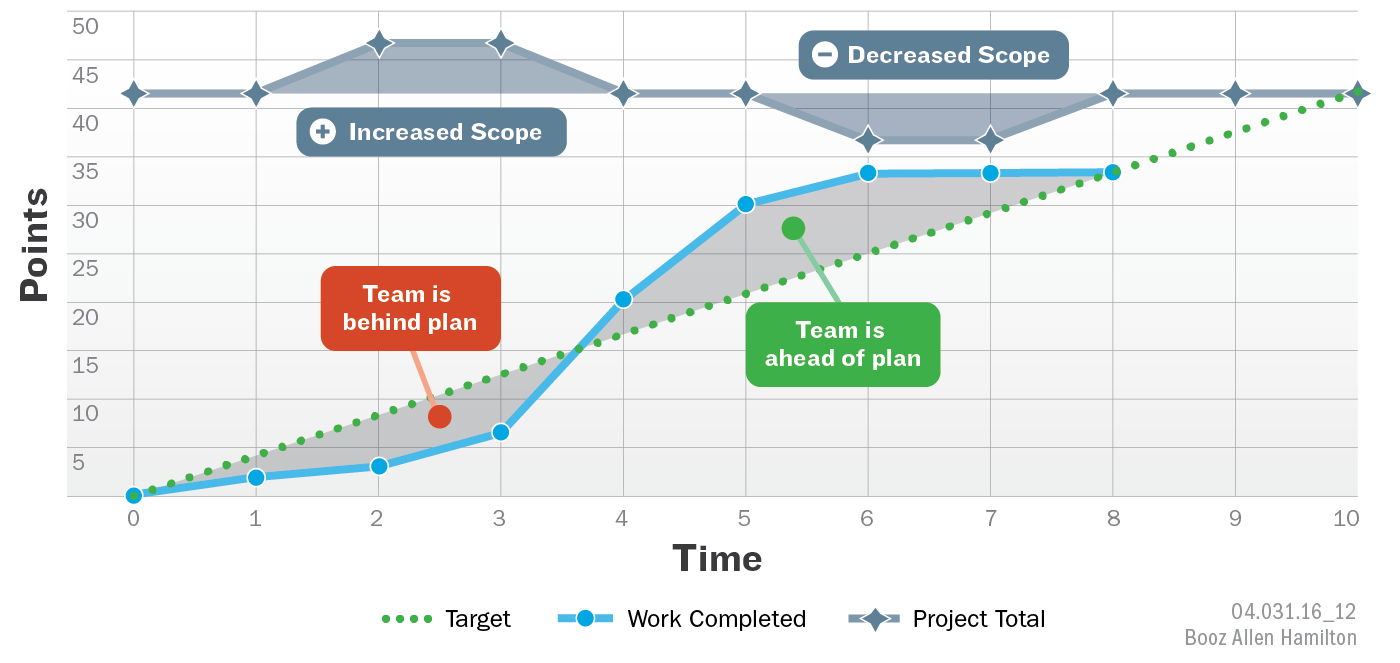 50
45
40
35
30
25
20
15
10
5
Points
Decreased Scope
Increased Scope
Team is
behind plan
Team is
ahead of plan
0 1 2 3 4 5 6 7 8 9 10
Time
Target Work Completed Project Total
04.031.16_12
Booz Allen Hamilton